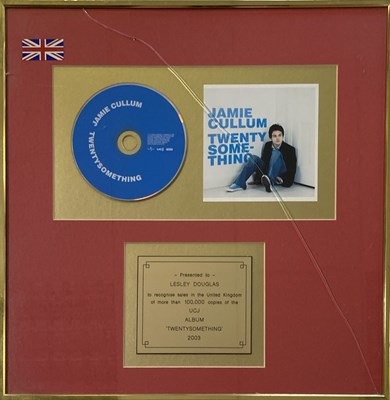 JAMIE CULLUM
TWENTYSOMETHING
JAMIE
CULLUM
TWENTY
SOME-
THING
- Presented to -
LESLEY DOUGLAS
to recognise sales in the United Kingdom
of more than 100,000 copies of the
UCJ
ALBUM
'TWENTYSOMETHING'
2003